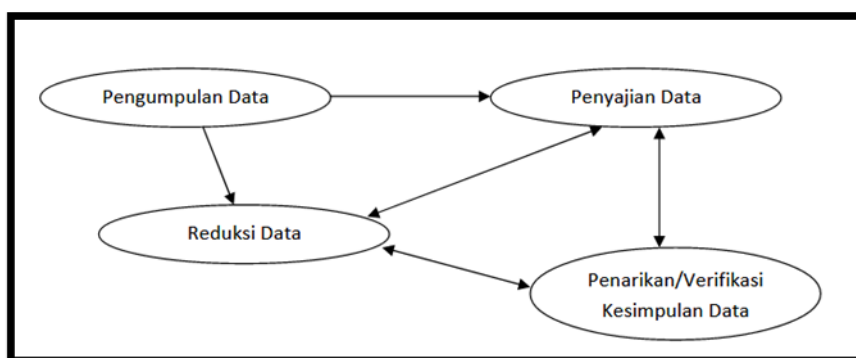 Pengumpulan Data
Penyajian Data
Reduksi Data
Penarikan/Verifikasi
Kesimpulan Data